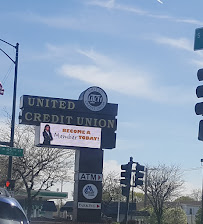 UNITED
CREDIT UNION
BECOME A
Member TODAY!
ATM